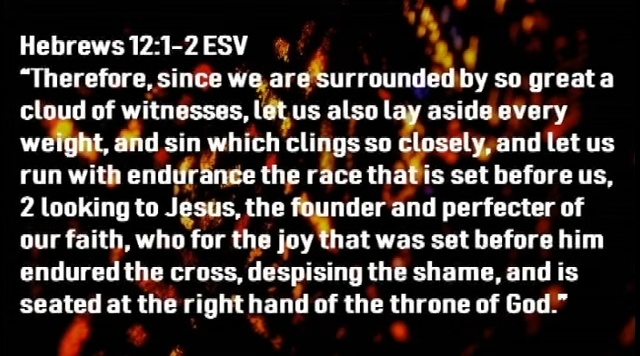 Hebrews 12:1-2 ESV
“Therefore, since we are surrounded by so great a
cloud of witnesses, let us also lay aside every
weight, and sin which clings so closely, and let us
run with endurance the race that is set before us,
2 looking to Jesus, the founder and perfecter of
our faith, who for the joy that was set before him
endured the cross, despising the shame, and is
seated at the right hand of the throne of God.”